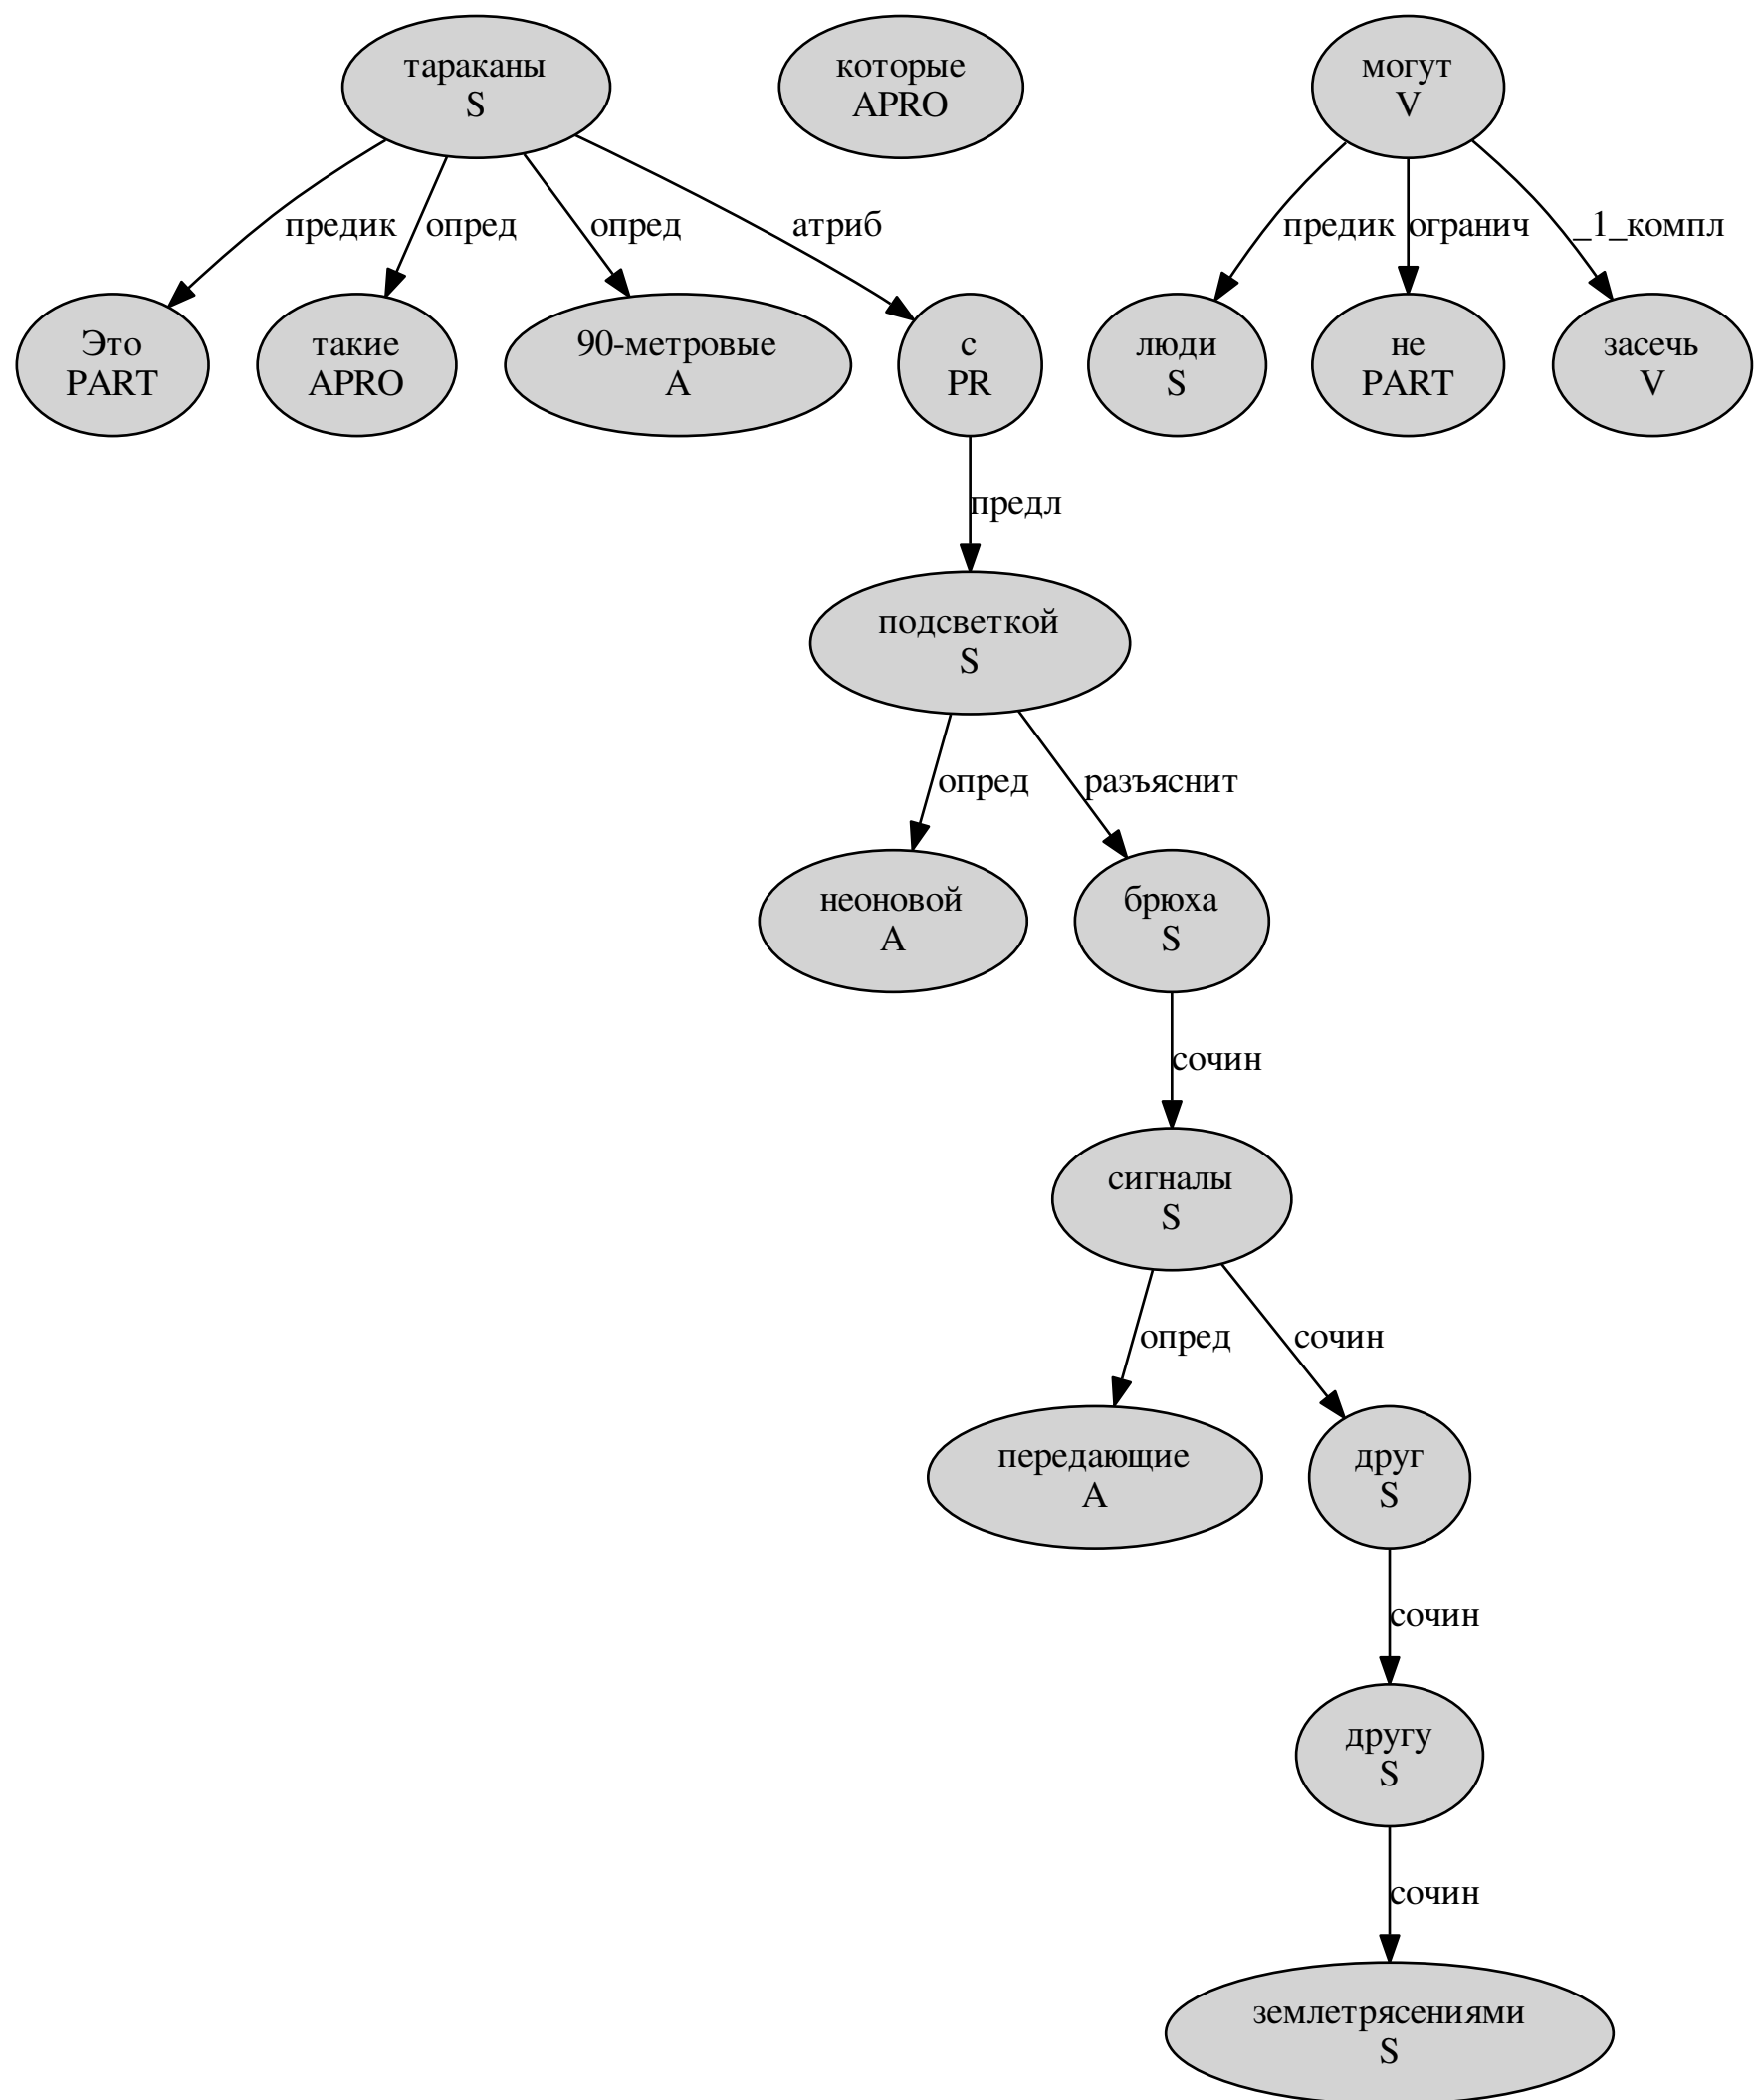 тараканы
S
которые
APRO
могут
V
предик
опред
опред
атриб
предик
огранич
_1_компл
Это
PART
такие
APRO
90-метровые
A
с
PR
люди
S
не
PART
засечь
V
предл
подсветкой
S
опред
разъяснит
неоновой
A
брюха
S
сочин
сигналы
S
опред
сочин
передающие
A
друг
S
сочин
другу
S
сочин
землетрясениями
S